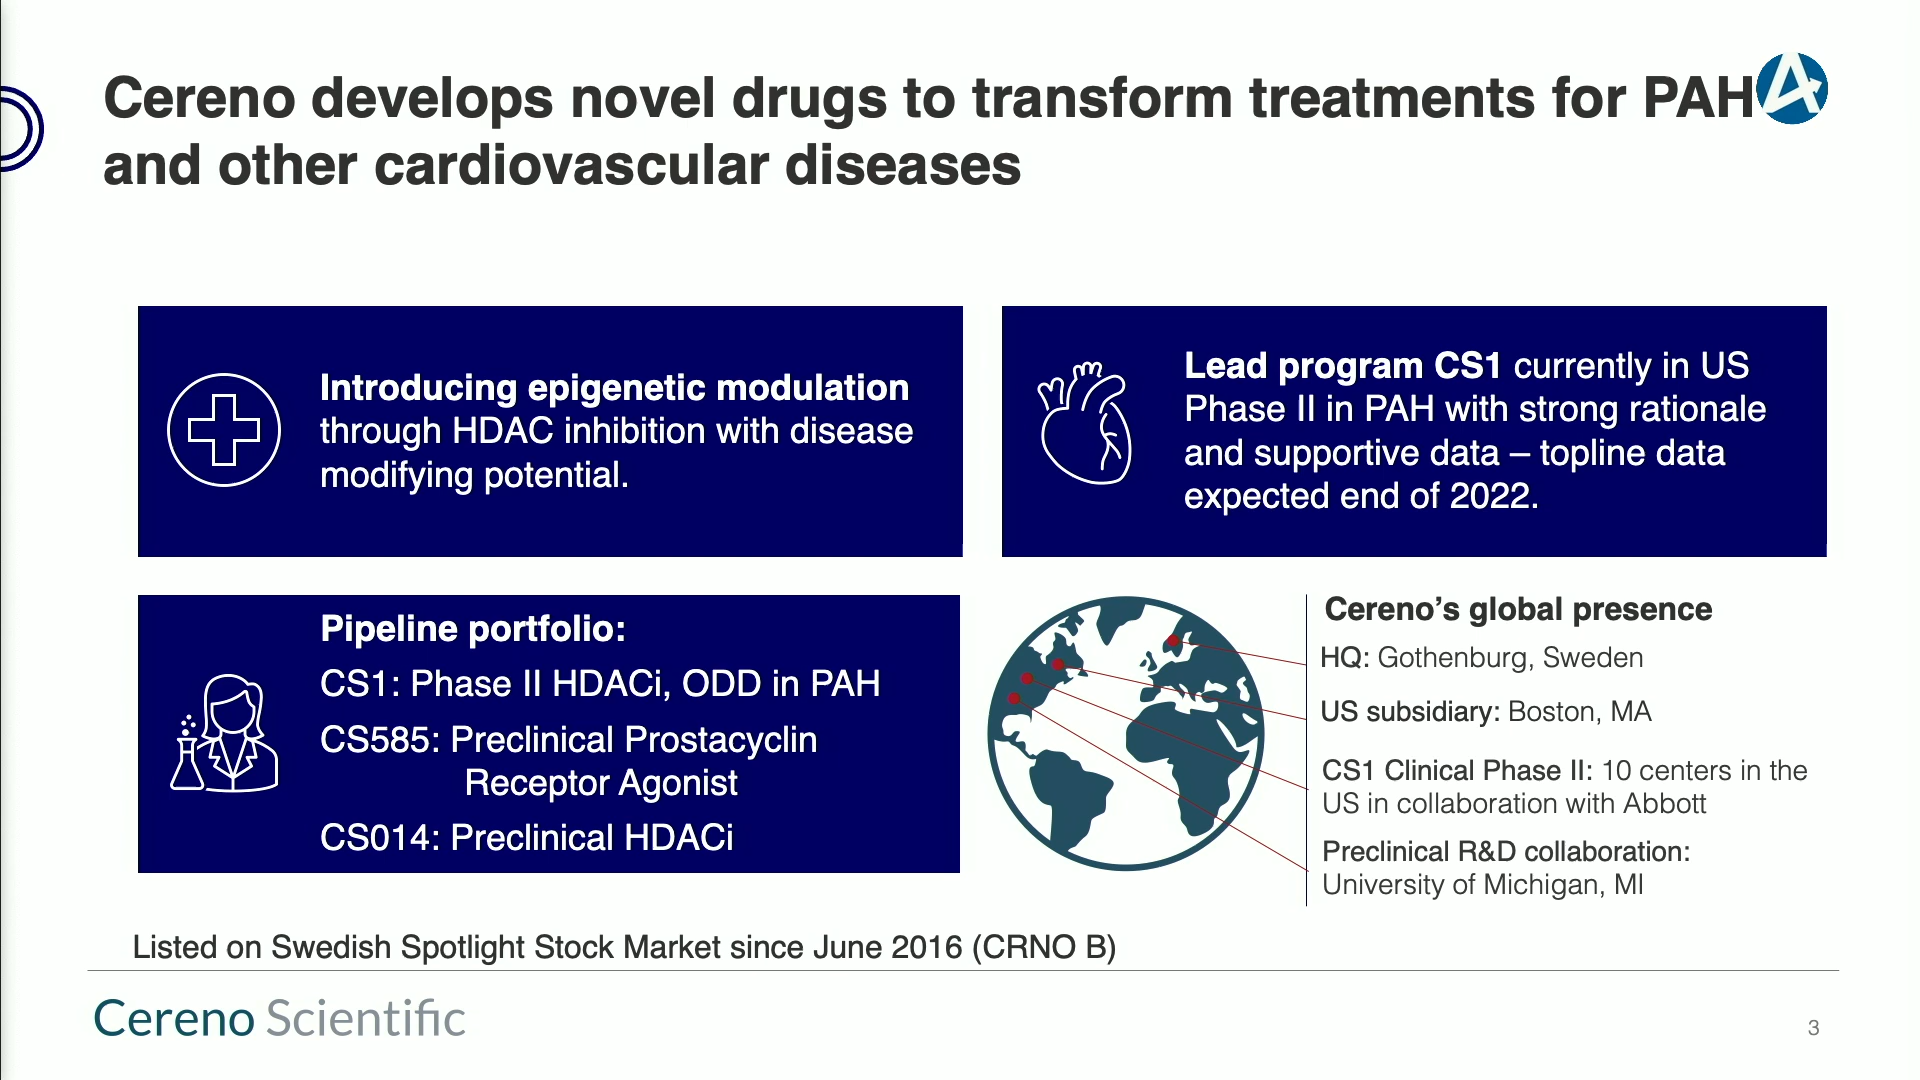 Cereno develops novel drugs to transform treatments for PAH
and other cardiovascular diseases
Introducing epigenetic modulation
through HDAC inhibition with disease
modifying potential.
Lead program CS1 currently in US
Phase II in PAH with strong rationale
and supportive data – topline data
expected end of 2022.
Pipeline portfolio:
CS1: Phase II HDACi, ODD in PAH
CS585: Preclinical Prostacyclin
Receptor Agonist
CS014: Preclinical HDACi
Cereno’s global presence
HQ: Gothenburg, Sweden
US subsidiary: Boston, MA
CS1 Clinical Phase II: 10 centers in the
US in collaboration with Abbott
Preclinical R&D collaboration:
University of Michigan, MI
Listed on Swedish Spotlight Stock Market since June 2016 (CRNO B)
Cereno Scientific
3